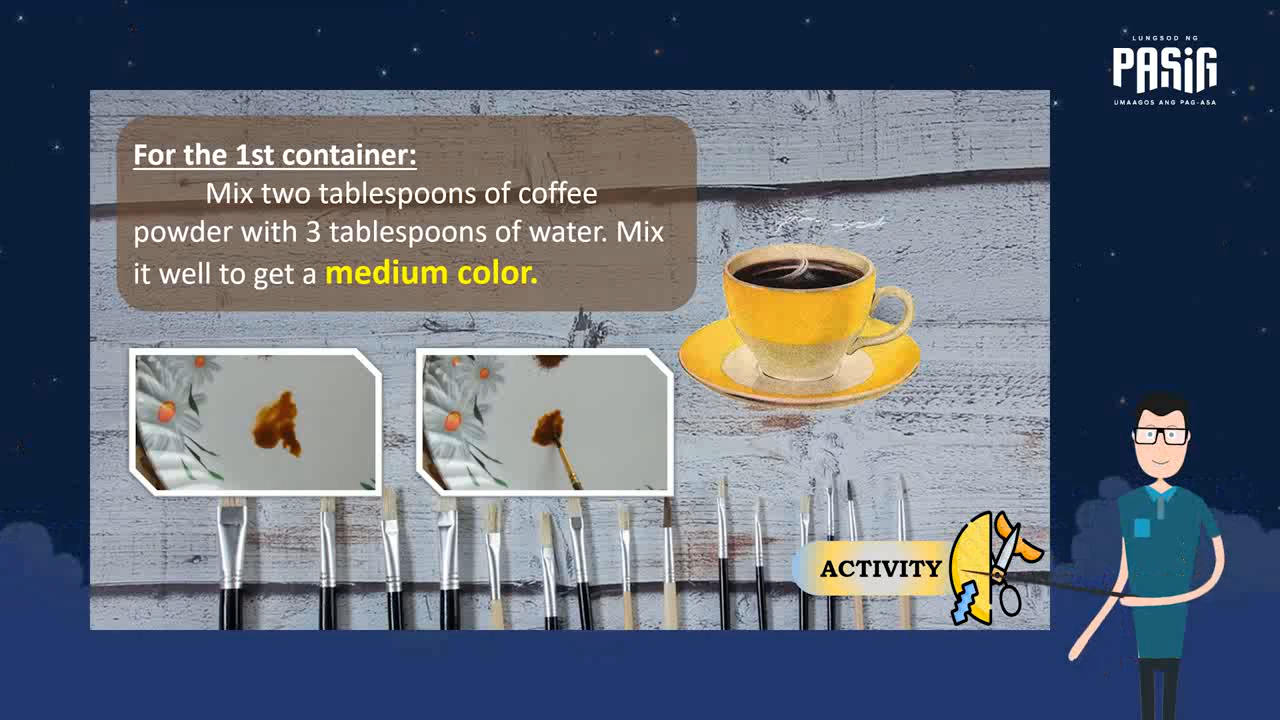 LUNGSOD NG
PASiG
UMAAGOS ANG PAG-ASA
For the 1st container:
Mix two tablespoons of coffee
powder with 3 tablespoons of water. Mix
it well to get a medium color.
ACTIVITY